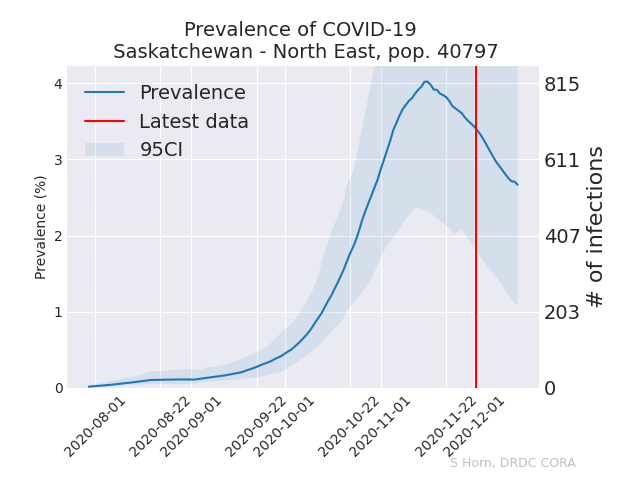 Prevalence of COVID-19
Saskatchewan - North East, pop. 40797
Prevalence
Latest data
95CI
Prevalence (%)
4
3
2
1
0
815
611
407
203
0
# of infections
2020-08-01
2020-08-22
2020-09-01
2020-09-22
2020-10-01
2020-10-22
2020-11-01
2020-11-22
2020-12-01
S Horn, DRDC CORA